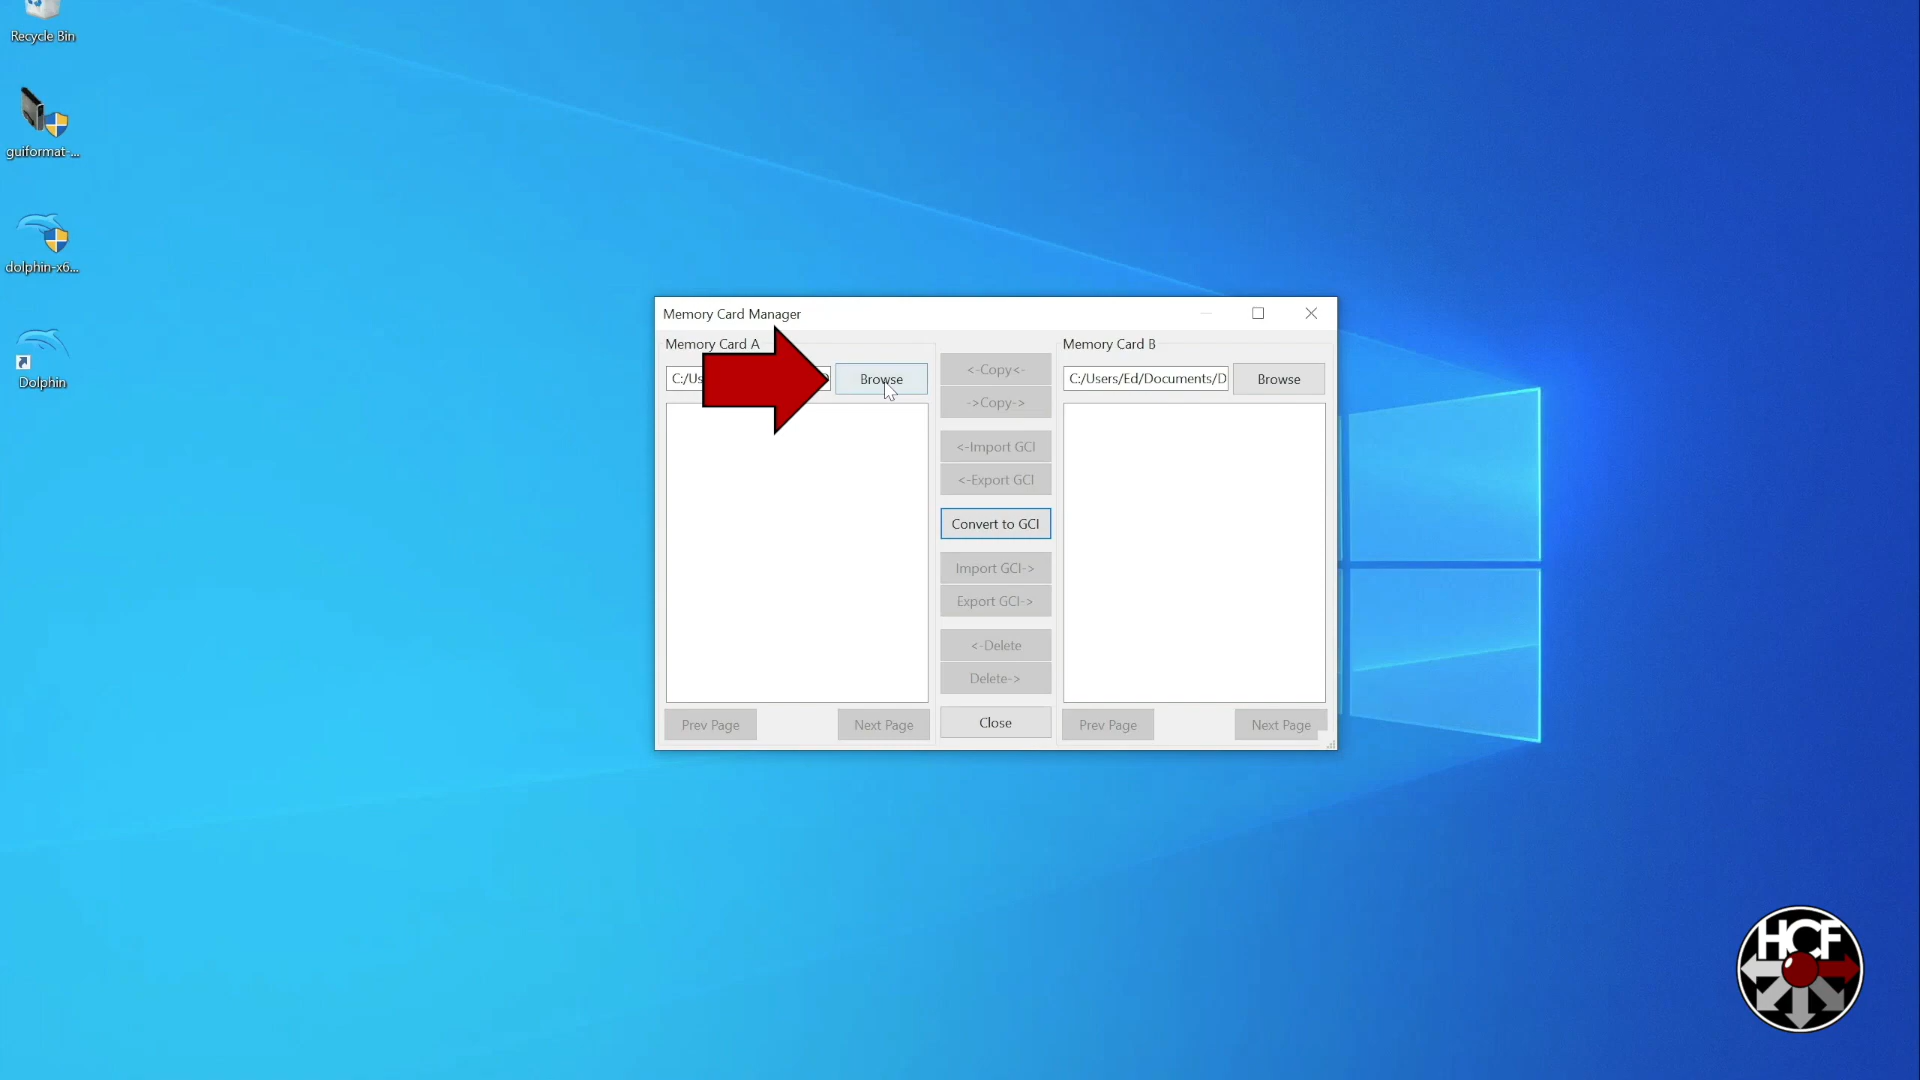 Recycle Bin
guiformat-...
dolphin-x6...
Dolphin
Memory Card Manager
Memory Card A
C:/Us
Browse
<-Copy<-
->Copy->
<-Import GCI
<-Export GCI
Convert to GCI
Import GCI->
Export GCI->
<-Delete
Delete->
Close
Prev Page
Next Page
Memory Card B
C:/Users/Ed/Documents/D
Browse
Prev Page
Next Page
HCF